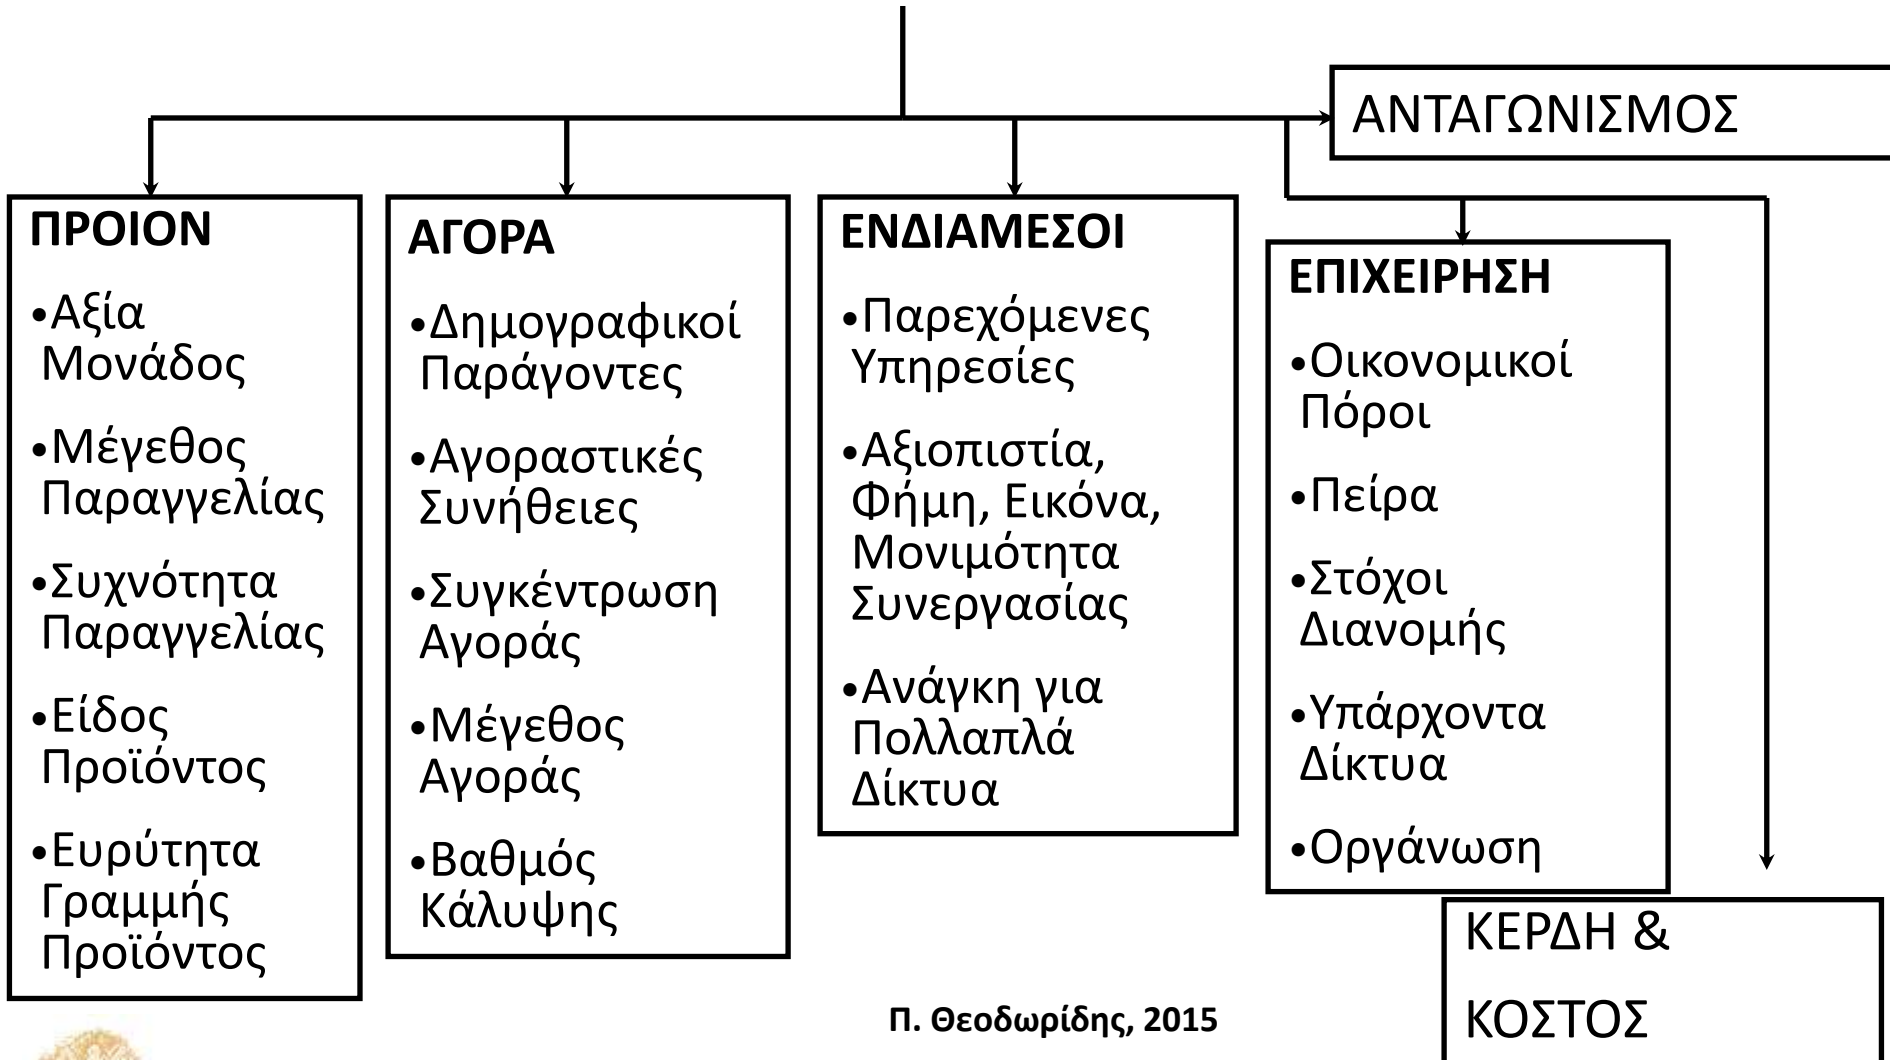 ΑΝΤΑΓΩΝΙΣΜΟΣ
ΠΡΟΙΟΝ
•Αξία
Μονάδος
•Μέγεθος
Παραγγελίας
•Συχνότητα
Παραγγελίας
•Είδος
Προϊόντος
•Ευρύτητα
Γραμμής
Προϊόντος
ΑΓΟΡΑ
•Δημογραφικοί
Παράγοντες
•Αγοραστικές
Συνήθειες
•Συγκέντρωση
Αγοράς
•Μέγεθος
Αγοράς
•Βαθμός
Κάλυψης
ΕΝΔΙΑΜΕΣΟΙ
•Παρεχόμενες
Υπηρεσίες
•Αξιοπιστία,
Φήμη, Εικόνα,
Μονιμότητα
Συνεργασίας
•Ανάγκη για
Πολλαπλά
Δίκτυα
ΕΠΙΧΕΙΡΗΣΗ
•Οικονομικοί
Πόροι
•Πείρα
•Στόχοι
Διανομής
•Υπάρχοντα
Δίκτυα
•Οργάνωση
ΚΕΡΔΗ &
ΚΟΣΤΟΣ
Π. Θεοδωρίδης, 2015